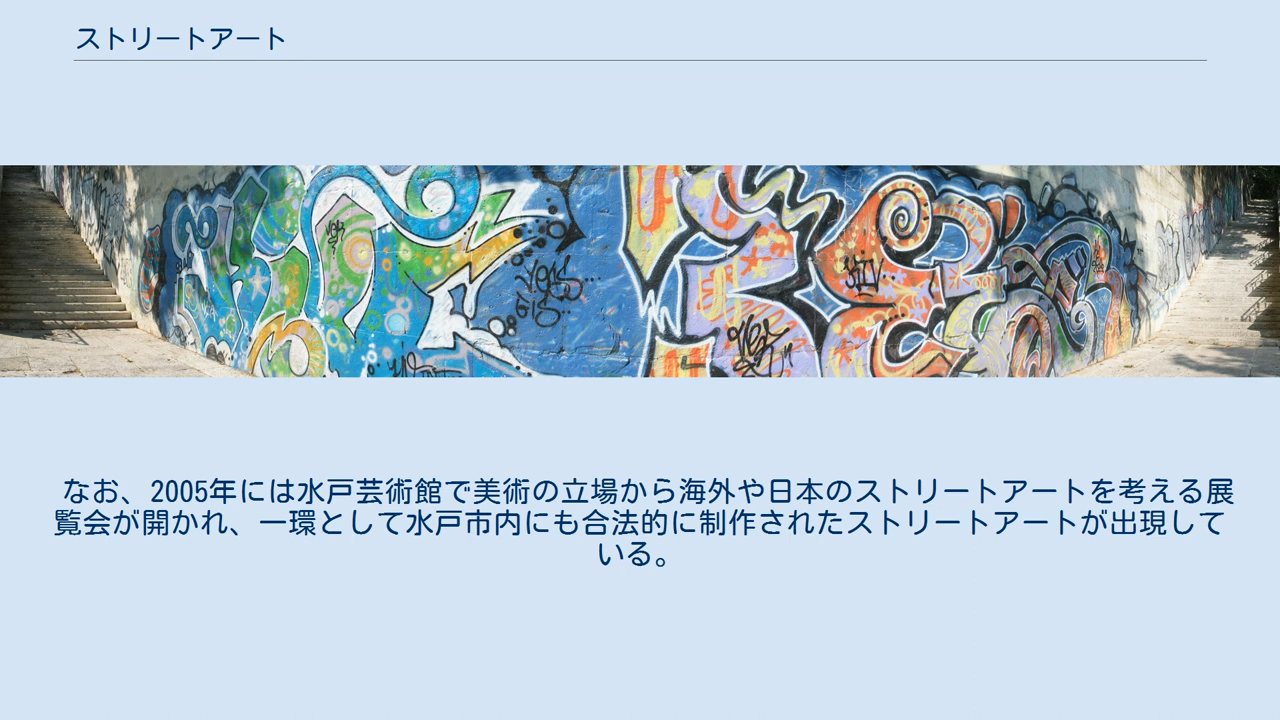 ストリートアート
なお、2005年には水戸芸術館で美術の立場から海外や日本のストリートアートを考える展
覧会が開かれ、一環として水戸市内にも合法的に制作されたストリートアートが出現して
いる。